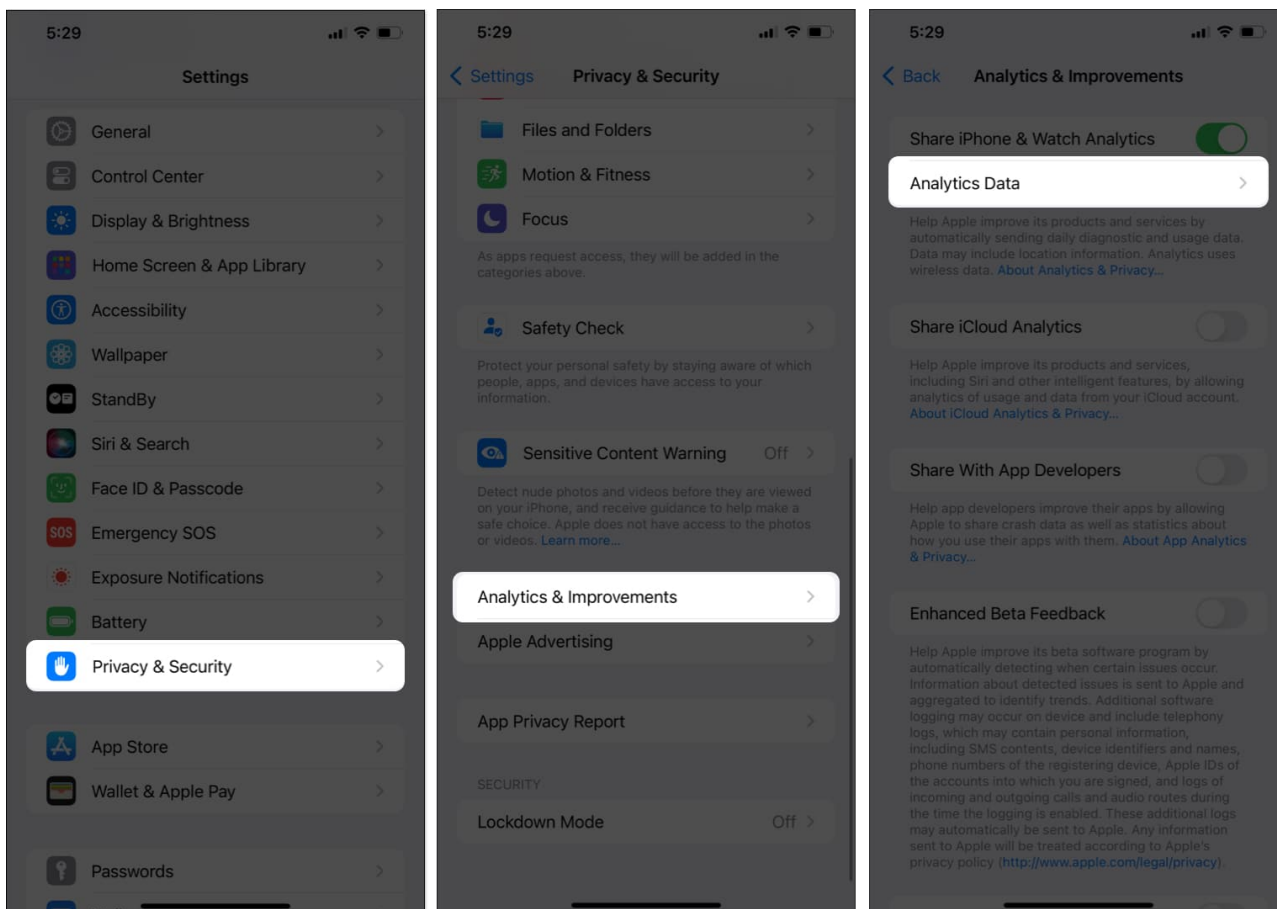 5:29
Settings
General
Control Center
Display & Brightness
Home Screen & App Library
Accessibility
Wallpaper
StandBy
Siri & Search
Face ID & Passcode
SOS
Emergency SOS
Exposure Notifications
Battery
Privacy & Security
App Store
Wallet & Apple Pay
Passwords
5:29
Settings
Privacy & Security
Files and Folders
Motion & Fitness
Focus
As apps request access, they will be added in the
categories above.
Safety Check
Protect your personal safety by staying aware of which
people, apps, and devices have access to your
information.
Sensitive Content Warning Off
Detect nude photos and videos before they are viewed
on your iPhone, and receive guidance to help make a
safe choice. Apple does not have access to the photos
or videos. Learn more...
Analytics & Improvements
Apple Advertising
App Privacy Report
SECURITY
Lockdown Mode Off
5:29
Back
Analytics & Improvements
Share iPhone & Watch Analytics
Analytics Data
Help Apple improve its products and services by
automatically sending daily diagnostic and usage data.
Data may include location information. Analytics uses
wireless data. About Analytics & Privacy...
Share iCloud Analytics
Help Apple improve its products and services,
including Siri and other intelligent features, by allowing
analytics of usage and data from your iCloud account.
About iCloud Analytics & Privacy...
Share With App Developers
Help app developers improve their apps by allowing
Apple to share crash data as well as statistics about
how you use their apps with them. About App Analytics
& Privacy...
Enhanced Beta Feedback
Help Apple improve its beta software program by
automatically detecting when certain issues occur.
Information about detected issues is sent to Apple and
aggregated to identify trends. Additional software
logging may occur on device and include telephony
logs, which may contain personal information,
including SMS contents, device identifiers and names,
phone numbers of the registering device, Apple IDs of
the accounts into which you are signed, and logs of
incoming and outgoing calls and audio routes during
the time the logging is enabled. These additional logs
may automatically be sent to Apple. Any information
sent to Apple will be treated according to Apple's
privacy policy (http://www.apple.com/legal/privacy).